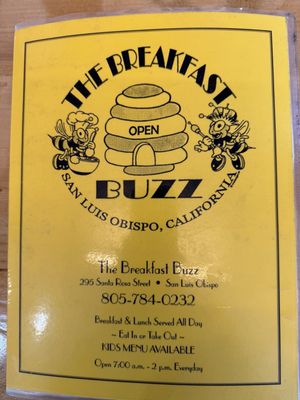 THE BREAKFAST
OPEN
BUZZ
SAN LUIS OBISPO, CALIFORNIA
The Breakfast Buzz
295 Santa Rosa Street • San Luis Obispo
805-784-0232
Breakfast & Lunch Served All Day
~ Eat In or Take Out ~
KIDS MENU AVAILABLE
Open 7:00 a.m. - 2 p.m. Everyday